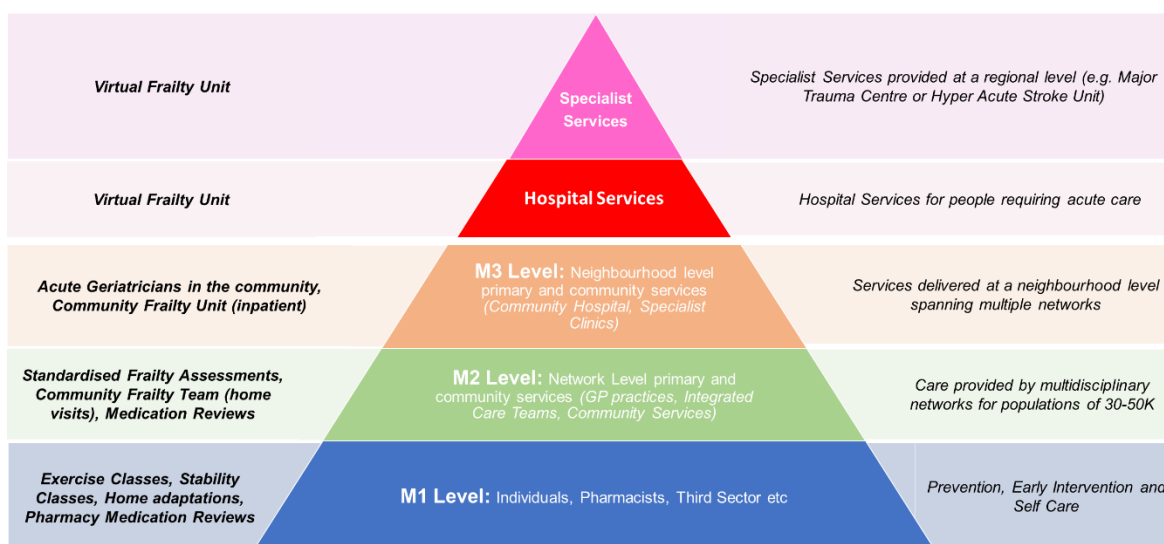 Virtual Frailty Unit
Specialist
Services
Specialist Services provided at a regional level (e.g. Major
Trauma Centre or Hyper Acute Stroke Unit)
Virtual Frailty Unit
Hospital Services
Hospital Services for people requiring acute care
Acute Geriatricians in the community,
Community Frailty Unit (inpatient)
M3 Level: Neighbourhood level
primary and community services
(Community Hospital, Specialist
Clinics)
Services delivered at a neighbourhood level
spanning multiple networks
Standardised Frailty Assessments,
Community Frailty Team (home
visits), Medication Reviews
M2 Level: Network Level primary and
community services (GP practices, Integrated
Care Teams, Community Services)
Care provided by multidisciplinary
networks for populations of 30-50K
Exercise Classes, Stability
Classes, Home adaptations,
Pharmacy Medication Reviews
M1 Level: Individuals, Pharmacists, Third Sector etc
Prevention, Early Intervention and
Self Care